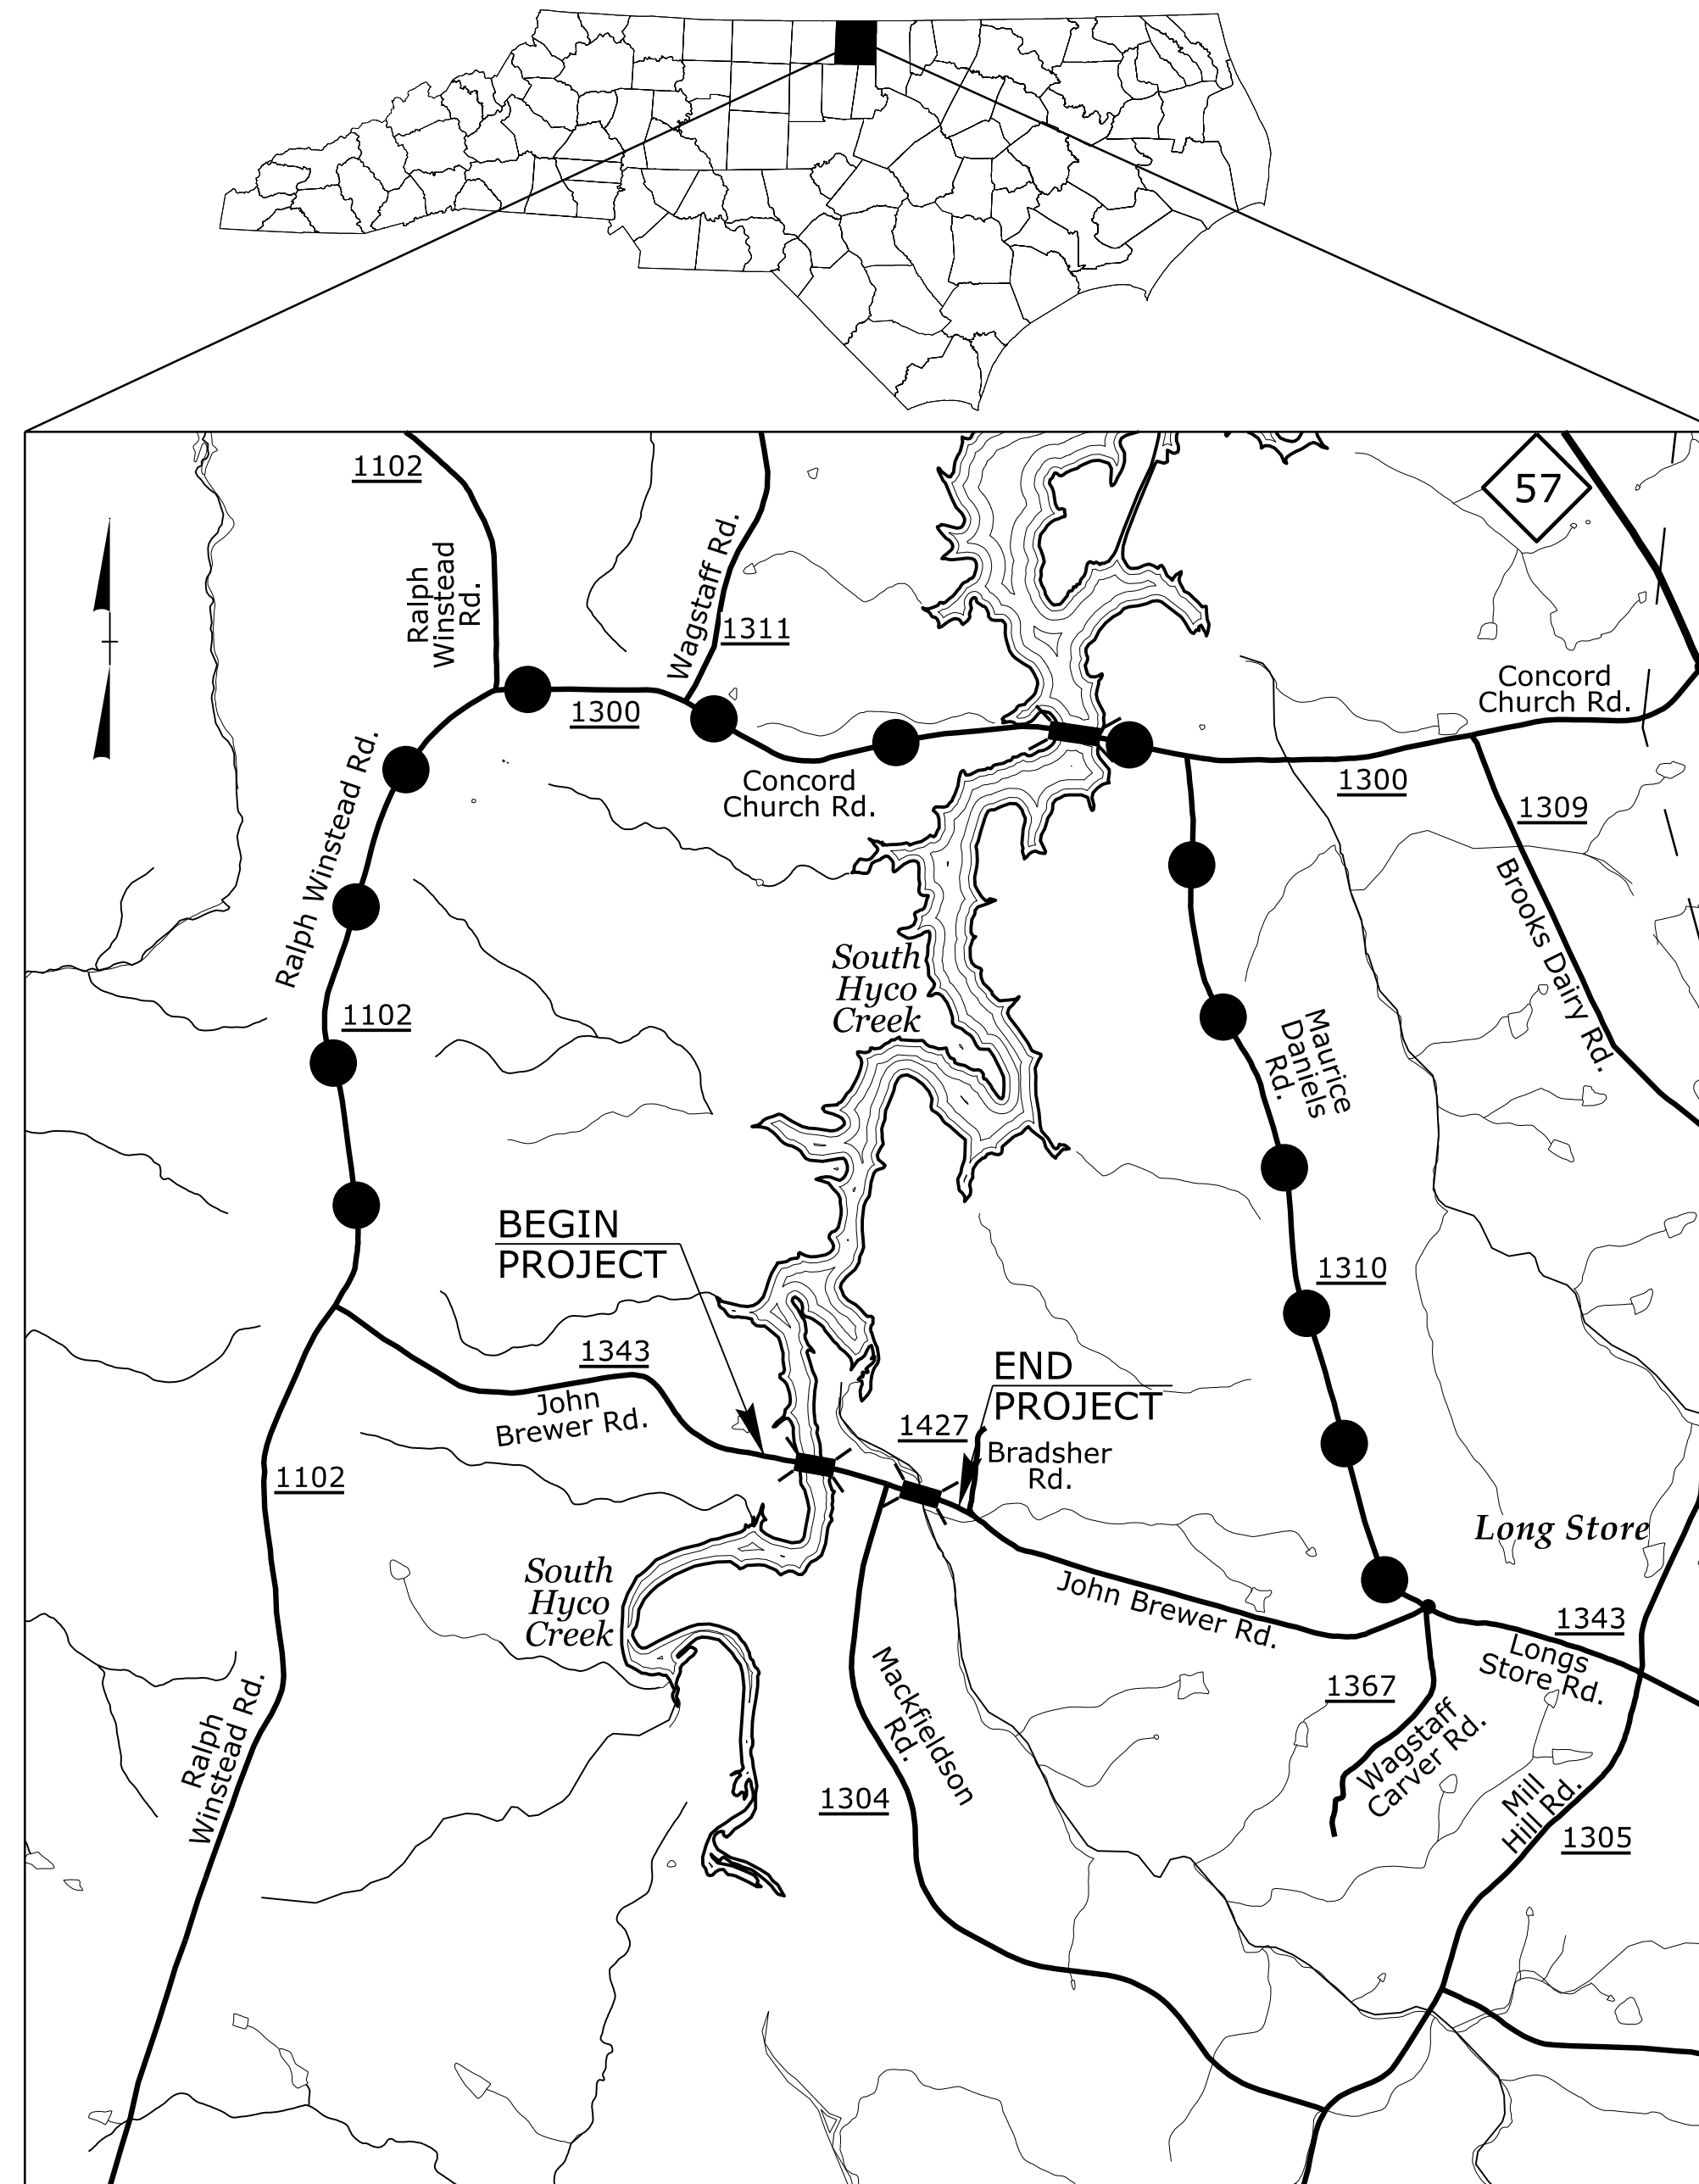 1102
57
Ralph
Winstead
Rd.
Wagstaff Rd.
1311
Concord
Church Rd.
1300
Ralph Winstead Rd.
Concord
Church Rd.
1300
1309
Brooks Dairy Rd.
South
Hyco
Creek
1102
Maurice
Daniels
Rd.
BEGIN
PROJECT
1310
1343
John
Brewer Rd.
END
PROJECT
1427
Bradsher
Rd.
1102
Long Store
South
Hyco
Creek
John Brewer Rd.
1343
Longs
Store Rd.
Mackfieldson
Rd.
1367
Wagstaff
Carver Rd.
Ralph
Winstead Rd.
1304
Mill
Hill Rd.
1305